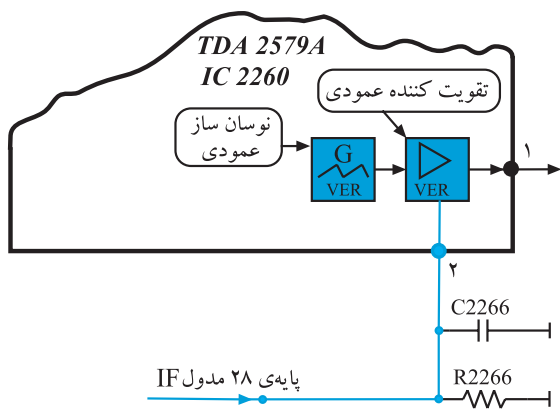 TDA 2579A
IC 2260
تقویت کننده عمودی
نوسان ساز
عمودی
G
VER
VER
۱
۲
C2266
R2266
پایه‌ی ۲۸ مدول IF